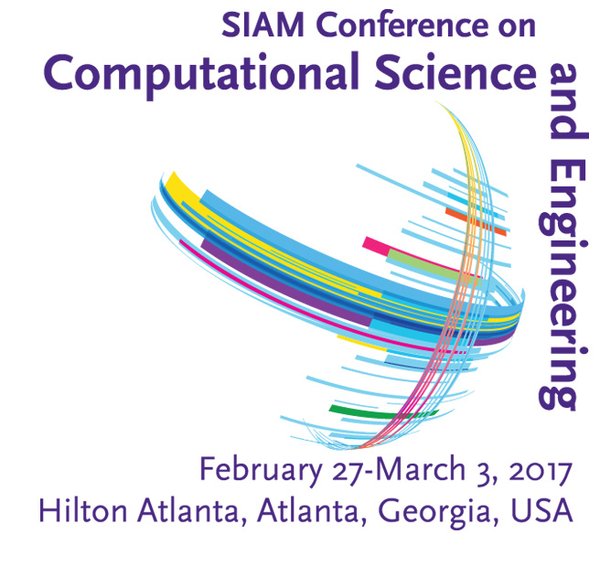 SIAM Conference on
Computational Science
and Engineering
February 27-March 3, 2017
Hilton Atlanta, Atlanta, Georgia, USA